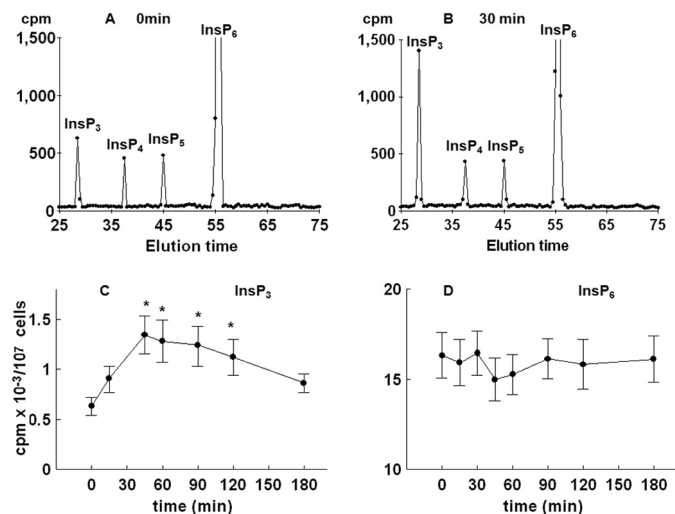 cpm A 0min InsP6
1,500
1,000
500
0
InsP3
InsP4 InsP5
25 35 45 55 65 75
Elution time
cpm B 30 min InsP6
1,500
1,000
500
0
InsP3
InsP4 InsP5
25 35 45 55 65 75
Elution time
C InsP3
cpm x 10-3/107 cells
1.5
1
0.5
0
* * * *
0 30 60 90 120 150 180
time (min)
D InsP6
20
16
15
10
0 30 60 90 120 150 180
time (min)